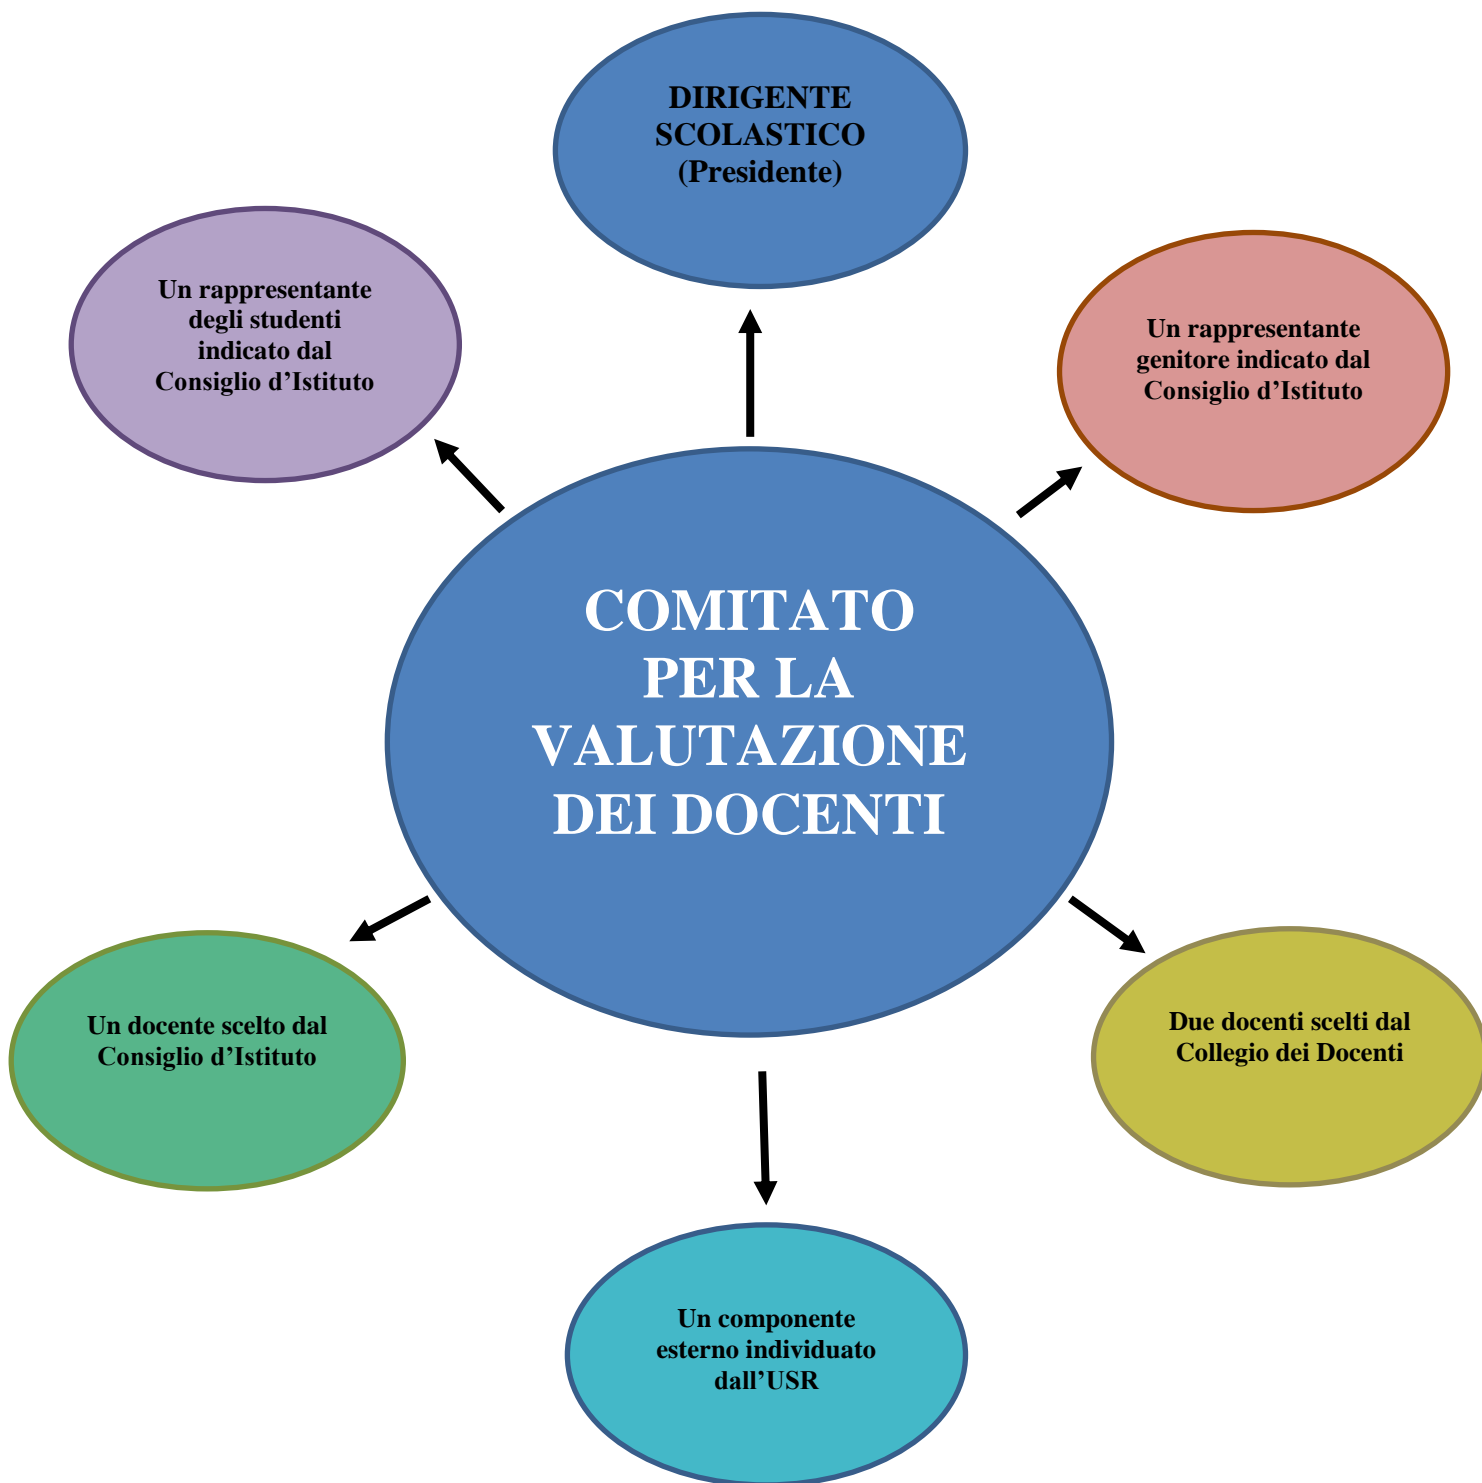 DIRIGENTE
SCOLASTICO
(Presidente)
Un rappresentante
degli studenti
indicato dal
Consiglio d’Istituto
Un rappresentante
genitore indicato dal
Consiglio d’Istituto
COMITATO
PER LA
VALUTAZIONE
DEI DOCENTI
Un docente scelto dal
Consiglio d’Istituto
Due docenti scelti dal
Collegio dei Docenti
Un componente
esterno individuato
dall’USR